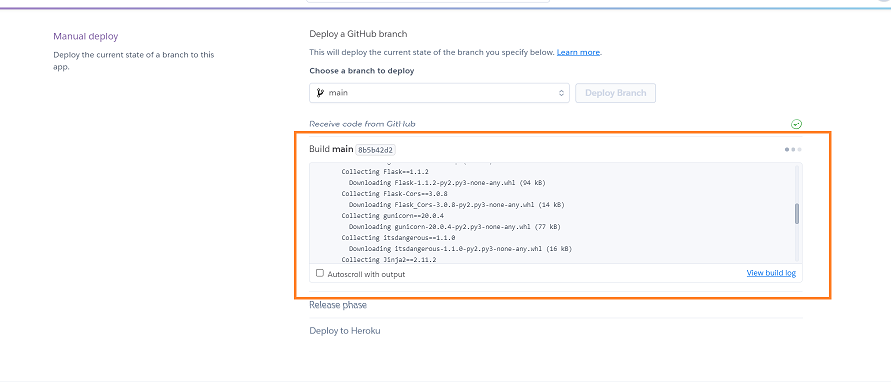 Manual deploy
Deploy the current state of a branch to this
app.
Deploy a GitHub branch
This will deploy the current state of the branch you specify below. Learn more.
Choose a branch to deploy
main
Deploy Branch
Receive code from GitHub
Build main 8b5b42d2
Collecting Flask==1.1.2
Downloading Flask-1.1.2-py2.py3-none-any.whl (94 kB)
Collecting Flask-Cors==3.0.8
Downloading Flask_Cors-3.0.8-py2.py3-none-any.whl (14 kB)
Collecting gunicorn==20.0.4
Downloading gunicorn-20.0.4-py2.py3-none-any.whl (77 kB)
Collecting itsdangerous==1.1.0
Downloading itsdangerous-1.1.0-py2.py3-none-any.whl (16 kB)
Collecting Jinja2==2.11.2
Autoscroll with output
View build log
Release phase
Deploy to Heroku